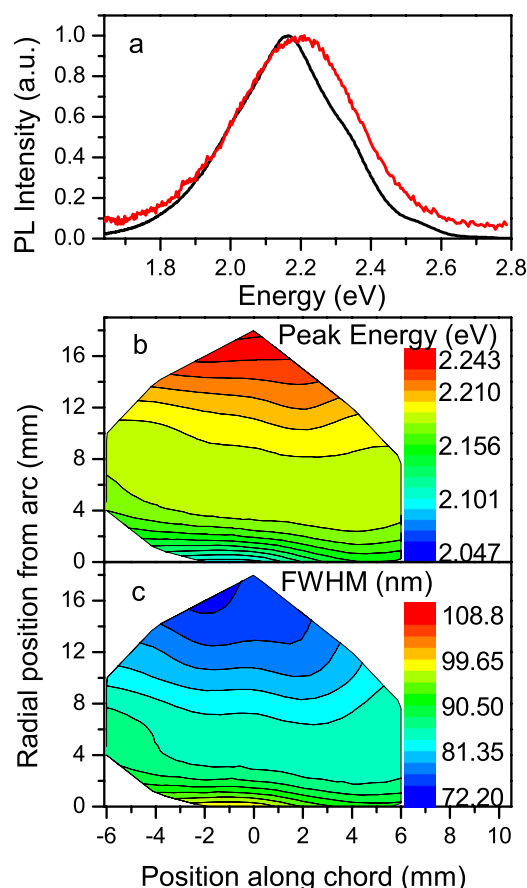 a
PL Intensity (a.u.)
1.0
0.8
0.6
0.4
0.2
0.0
1.8 2.0 2.2 2.4 2.6 2.8
Energy (eV)
b
Peak Energy (eV)
16
12
8
4
0
2.243
2.210
2.156
2.101
2.047
Radial position from arc (mm)
c
FWHM (nm)
16
12
8
4
0
108.8
99.65
90.50
81.35
72.20
-6 -4 -2 0 2 4 6 8 10
Position along chord (mm)